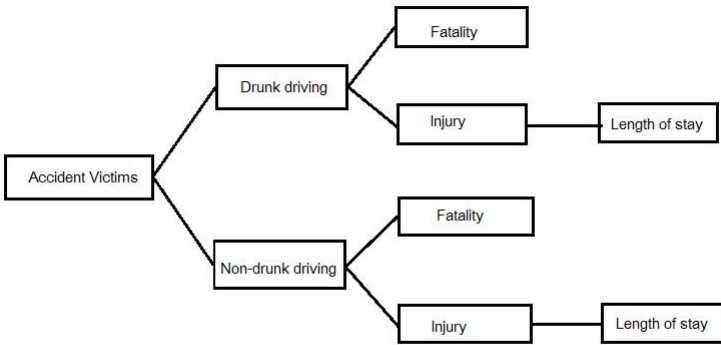 Fatality
Drunk driving
Injury
Length of stay
Accident Victims
Fatality
Non-drunk driving
Injury
Length of stay